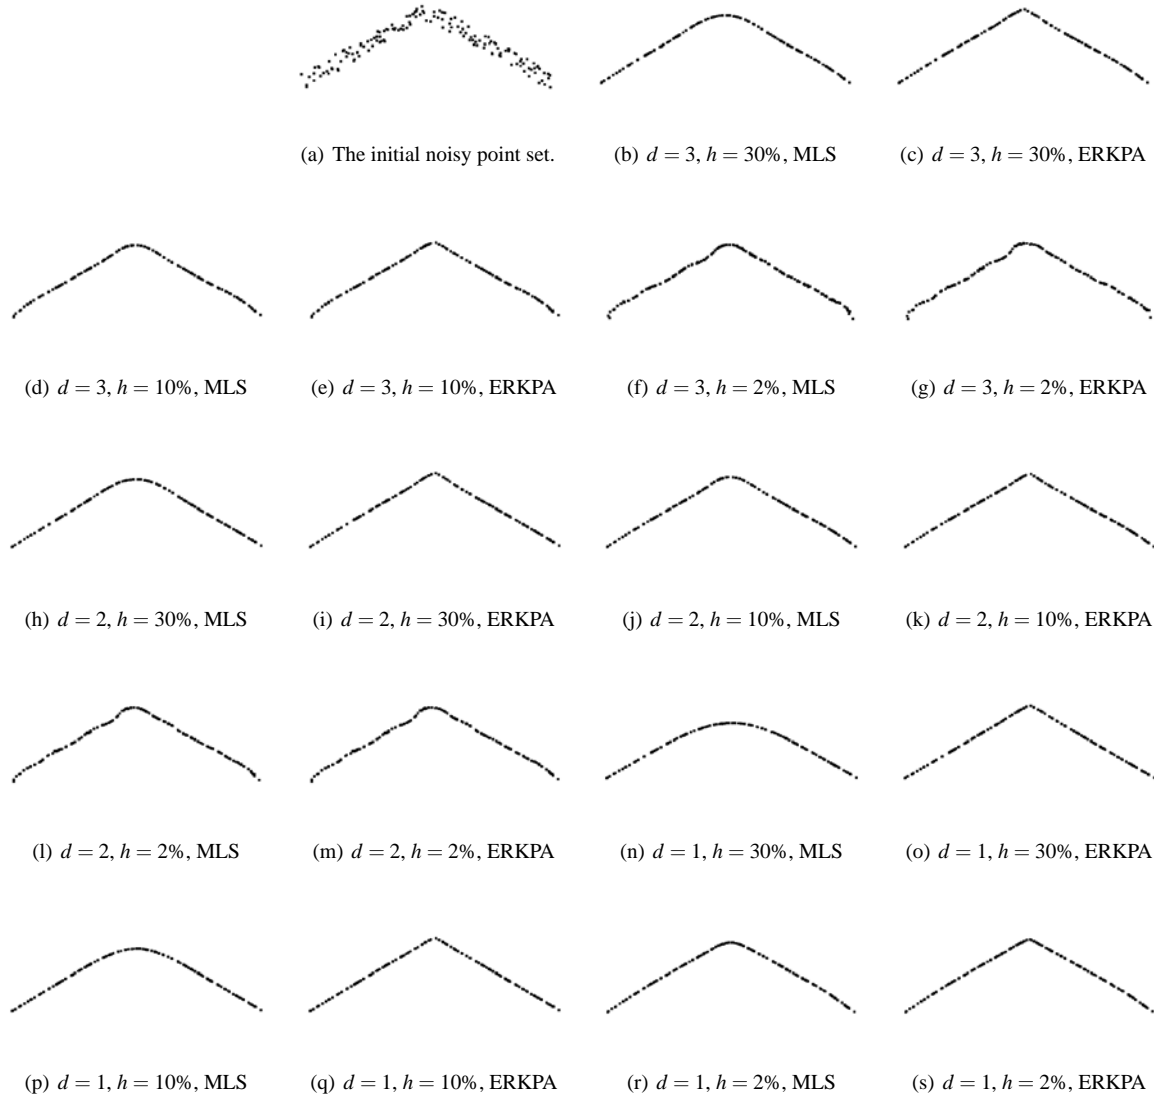 (a) The initial noisy point set.
(b) d = 3, h = 30%, MLS
(c) d = 3, h = 30%, ERKPA
(d) d = 3, h = 10%, MLS
(e) d = 3, h = 10%, ERKPA
(f) d = 3, h = 2%, MLS
(g) d = 3, h = 2%, ERKPA
(h) d = 2, h = 30%, MLS
(i) d = 2, h = 30%, ERKPA
(j) d = 2, h = 10%, MLS
(k) d = 2, h = 10%, ERKPA
(l) d = 2, h = 2%, MLS
(m) d = 2, h = 2%, ERKPA
(n) d = 1, h = 30%, MLS
(o) d = 1, h = 30%, ERKPA
(p) d = 1, h = 10%, MLS
(q) d = 1, h = 10%, ERKPA
(r) d = 1, h = 2%, MLS
(s) d = 1, h = 2%, ERKPA